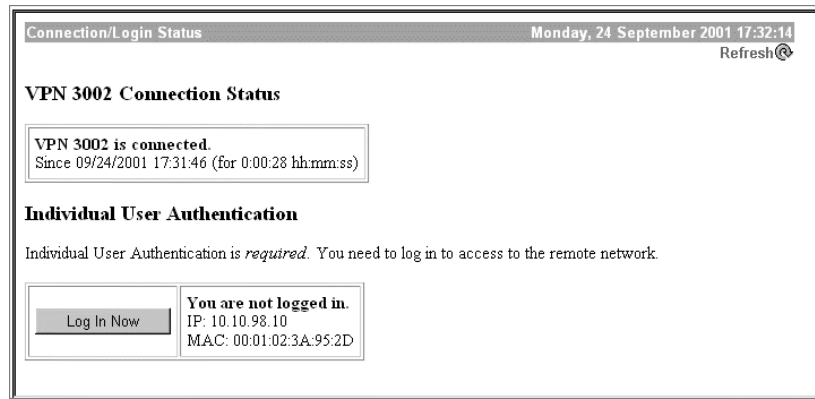 Connection/Login Status
Monday, 24 September 2001 17:32:14
Refresh
VPN 3002 Connection Status
VPN 3002 is connected.
Since 09/24/2001 17:31:46 (for 0:00:28 hh:mm:ss)
Individual User Authentication
Individual User Authentication is required. You need to log in to access to the remote network.
Log In Now
You are not logged in.
IP: 10.10.98.10
MAC: 00:01:02:3A:95:2D